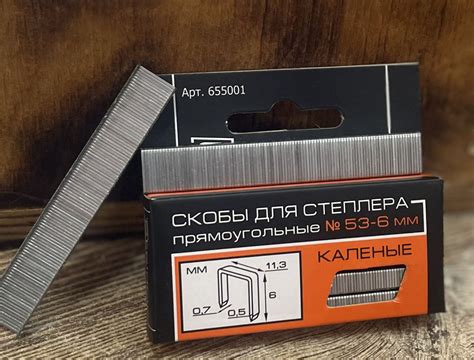 Арт. 655001
СКОБЫ ДЛЯ СТЕПЛЕРА
ПРЯМОУГОЛЬНЫЕ № 53-6 мм
КАЛЕНЫЕ
мм
11,3
6
0,7
0,5